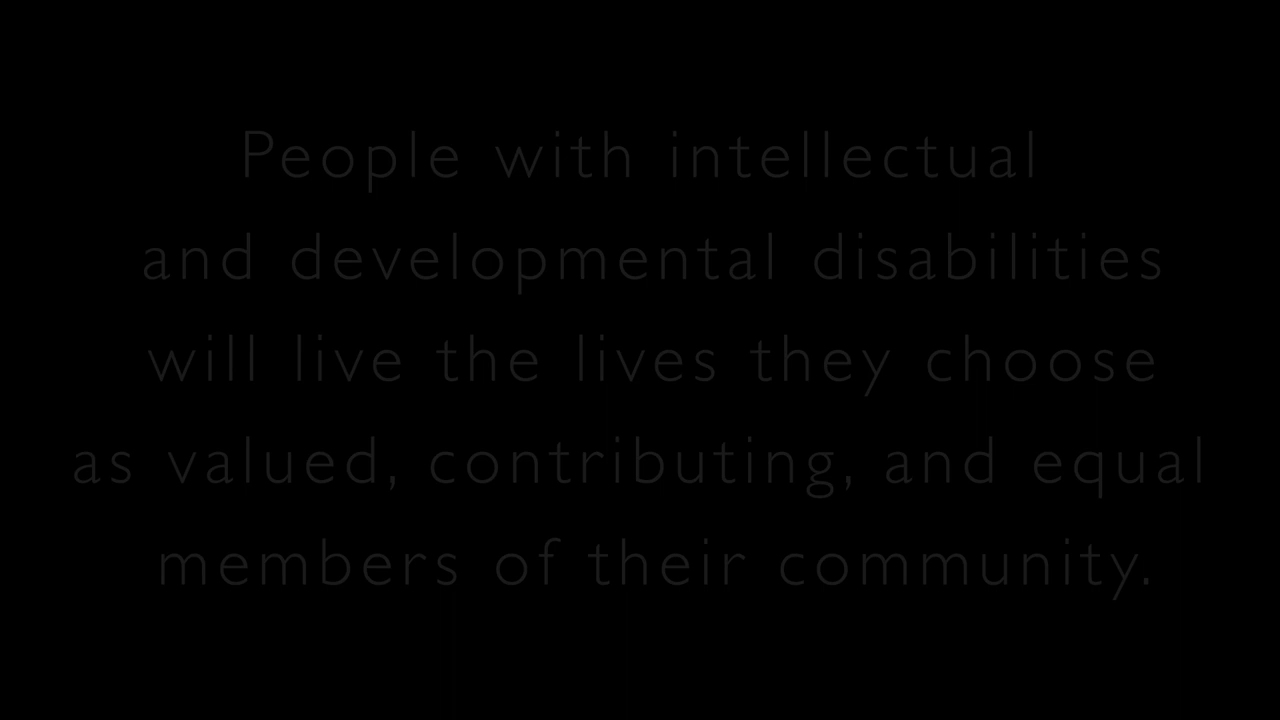 People with intellectual
and developmental disabilities
will live the lives they choose
as valued, contributing, and equal
members of their community.